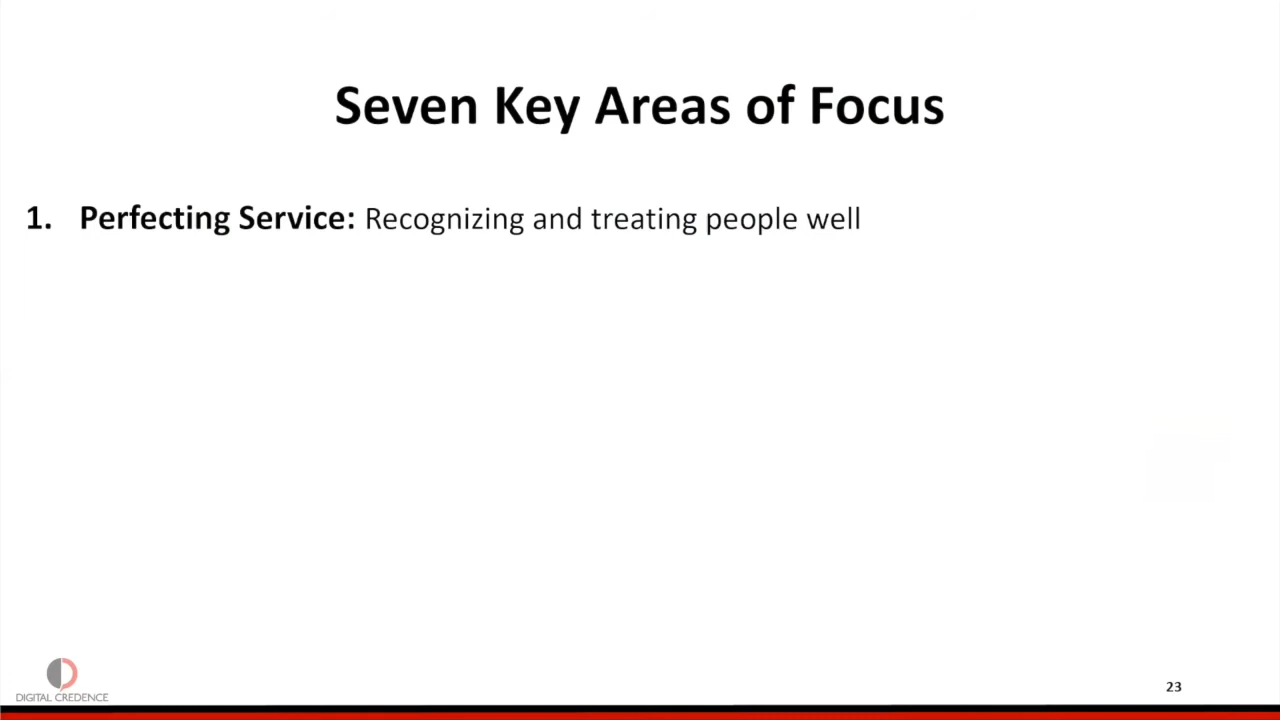 Seven Key Areas of Focus
1. Perfecting Service: Recognizing and treating people well
DIGITAL CREDENCE
23